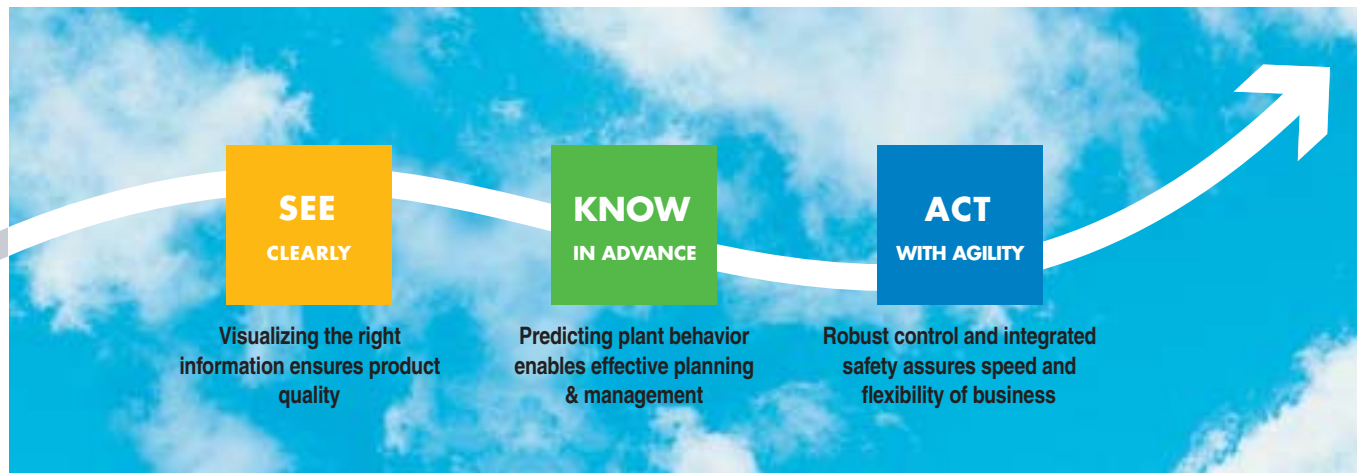 SEE
CLEARLY
Visualizing the right
information ensures product
quality
KNOW
IN ADVANCE
Predicting plant behavior
enables effective planning
& management
ACT
WITH AGILITY
Robust control and integrated
safety assures speed and
flexibility of business